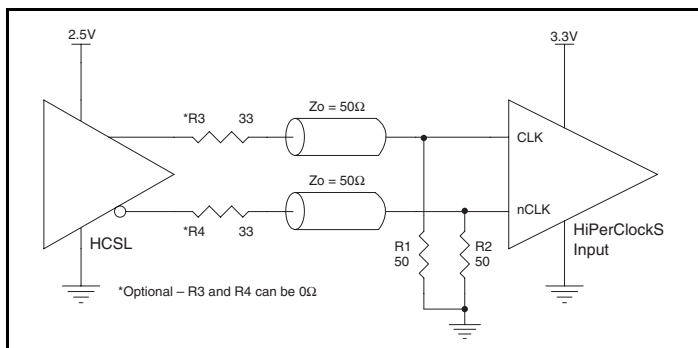 2.5V
3.3V
*R3 33
Zo = 50Ω
CLK
Zo = 50Ω
nCLK
*R4 33
HCSL
R1
50
R2
50
HiPerClockS
Input
*Optional – R3 and R4 can be 0Ω